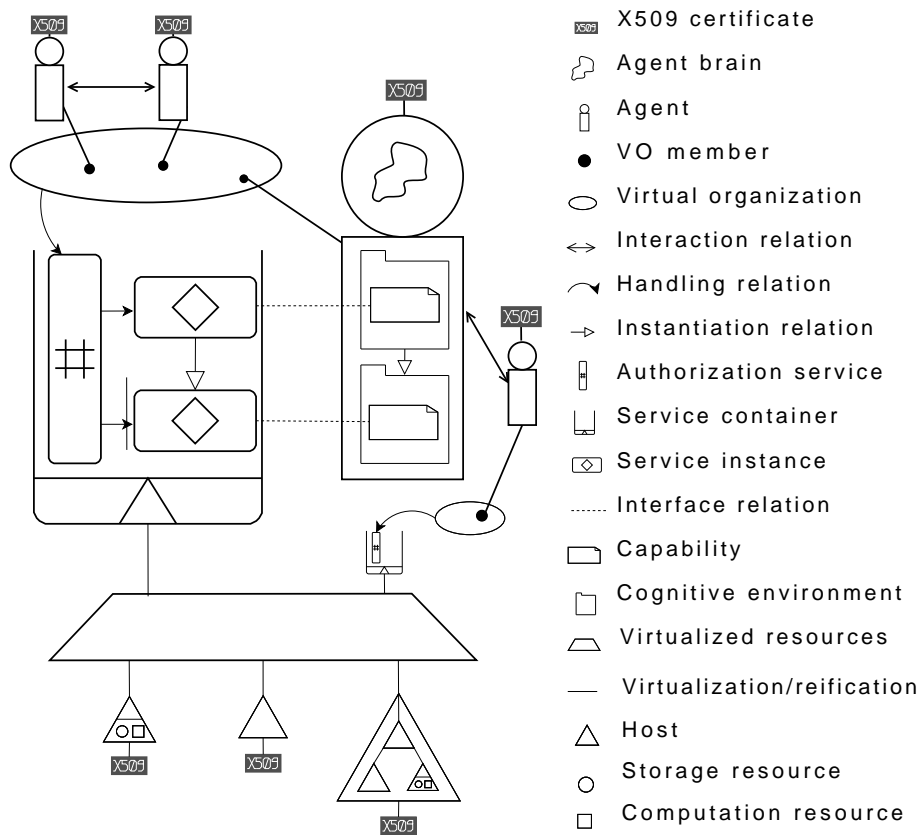 X509
X509
X509
X509
X509
X509
X509
X509 X509 certificate
Agent brain
Agent
VO member
Virtual organization
Interaction relation
Handling relation
Instantiation relation
Authorization service
Service container
Service instance
Interface relation
Capability
Cognitive environment
Virtualized resources
Virtualization/reification
Host
Storage resource
Computation resource